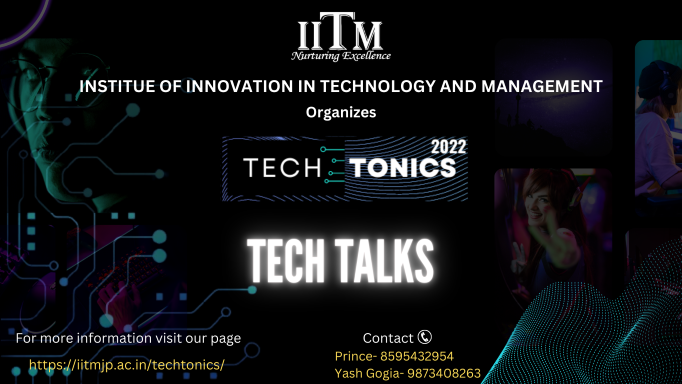 IITM
Nurturing Excellence
INSTITUE OF INNOVATION IN TECHNOLOGY AND MANAGEMENT
Organizes
2022
TECH TONICS
TECH TALKS
For more information visit our page
https://iitmjp.ac.in/techtonics/
Contact
Prince- 8595432954
Yash Gogia- 9873408263